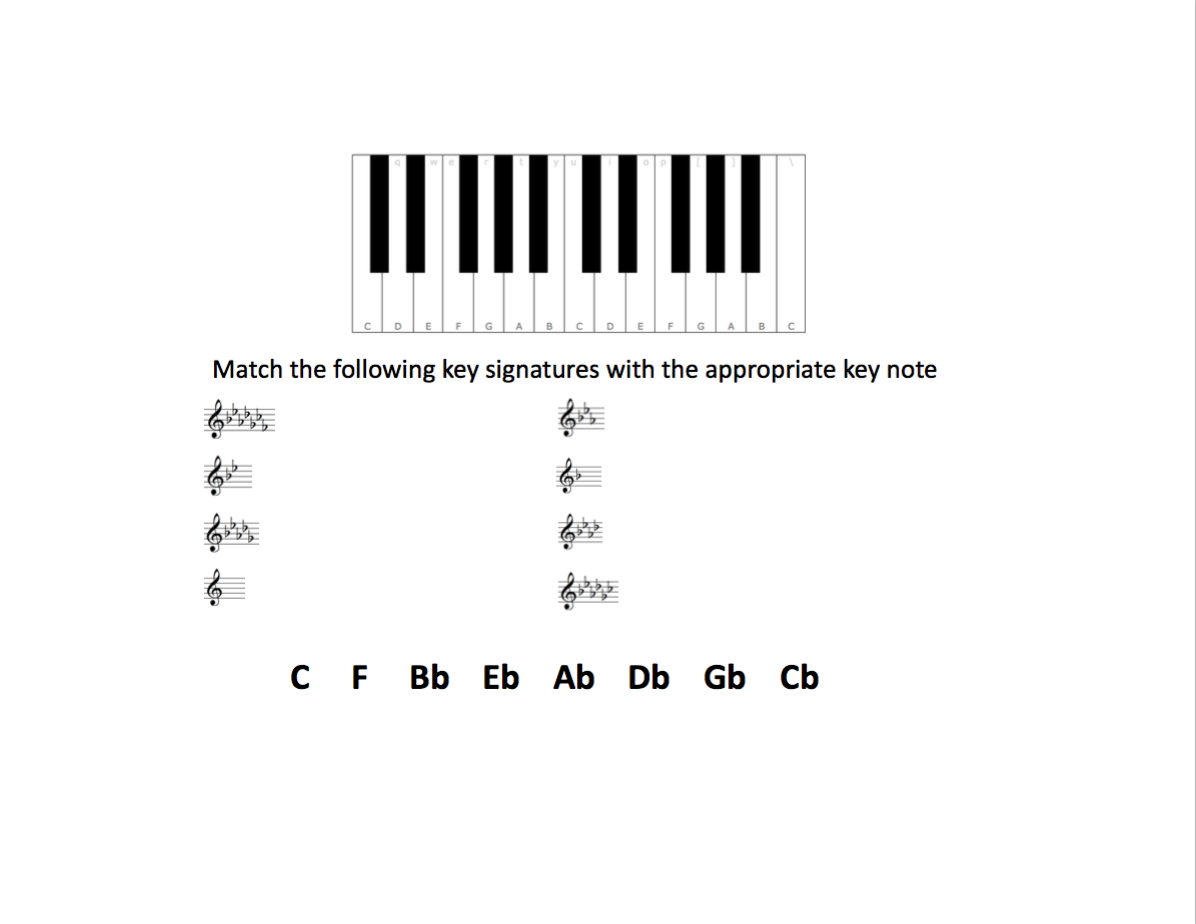 q w e r t y u i o p [ ] \
C D E F G A B C D E F G A B C
Match the following key signatures with the appropriate key note
C F Bb Eb Ab Db Gb Cb